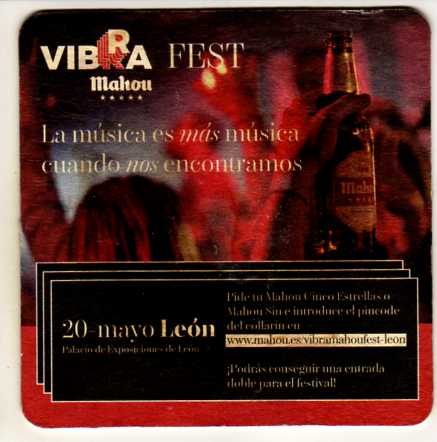 VIBRA FEST
Mahou
La música es más música
cuando nos encontramos
Mahou
20-mayo León
Palacio de Exposiciones de León
Pide tu Mahou Cinco Estrellas o
Mahou Sin e introduce el pincode
del collarín en
www.mahou.es/vibramahoufest-leon
¡Podrás conseguir una entrada
doble para el festival!